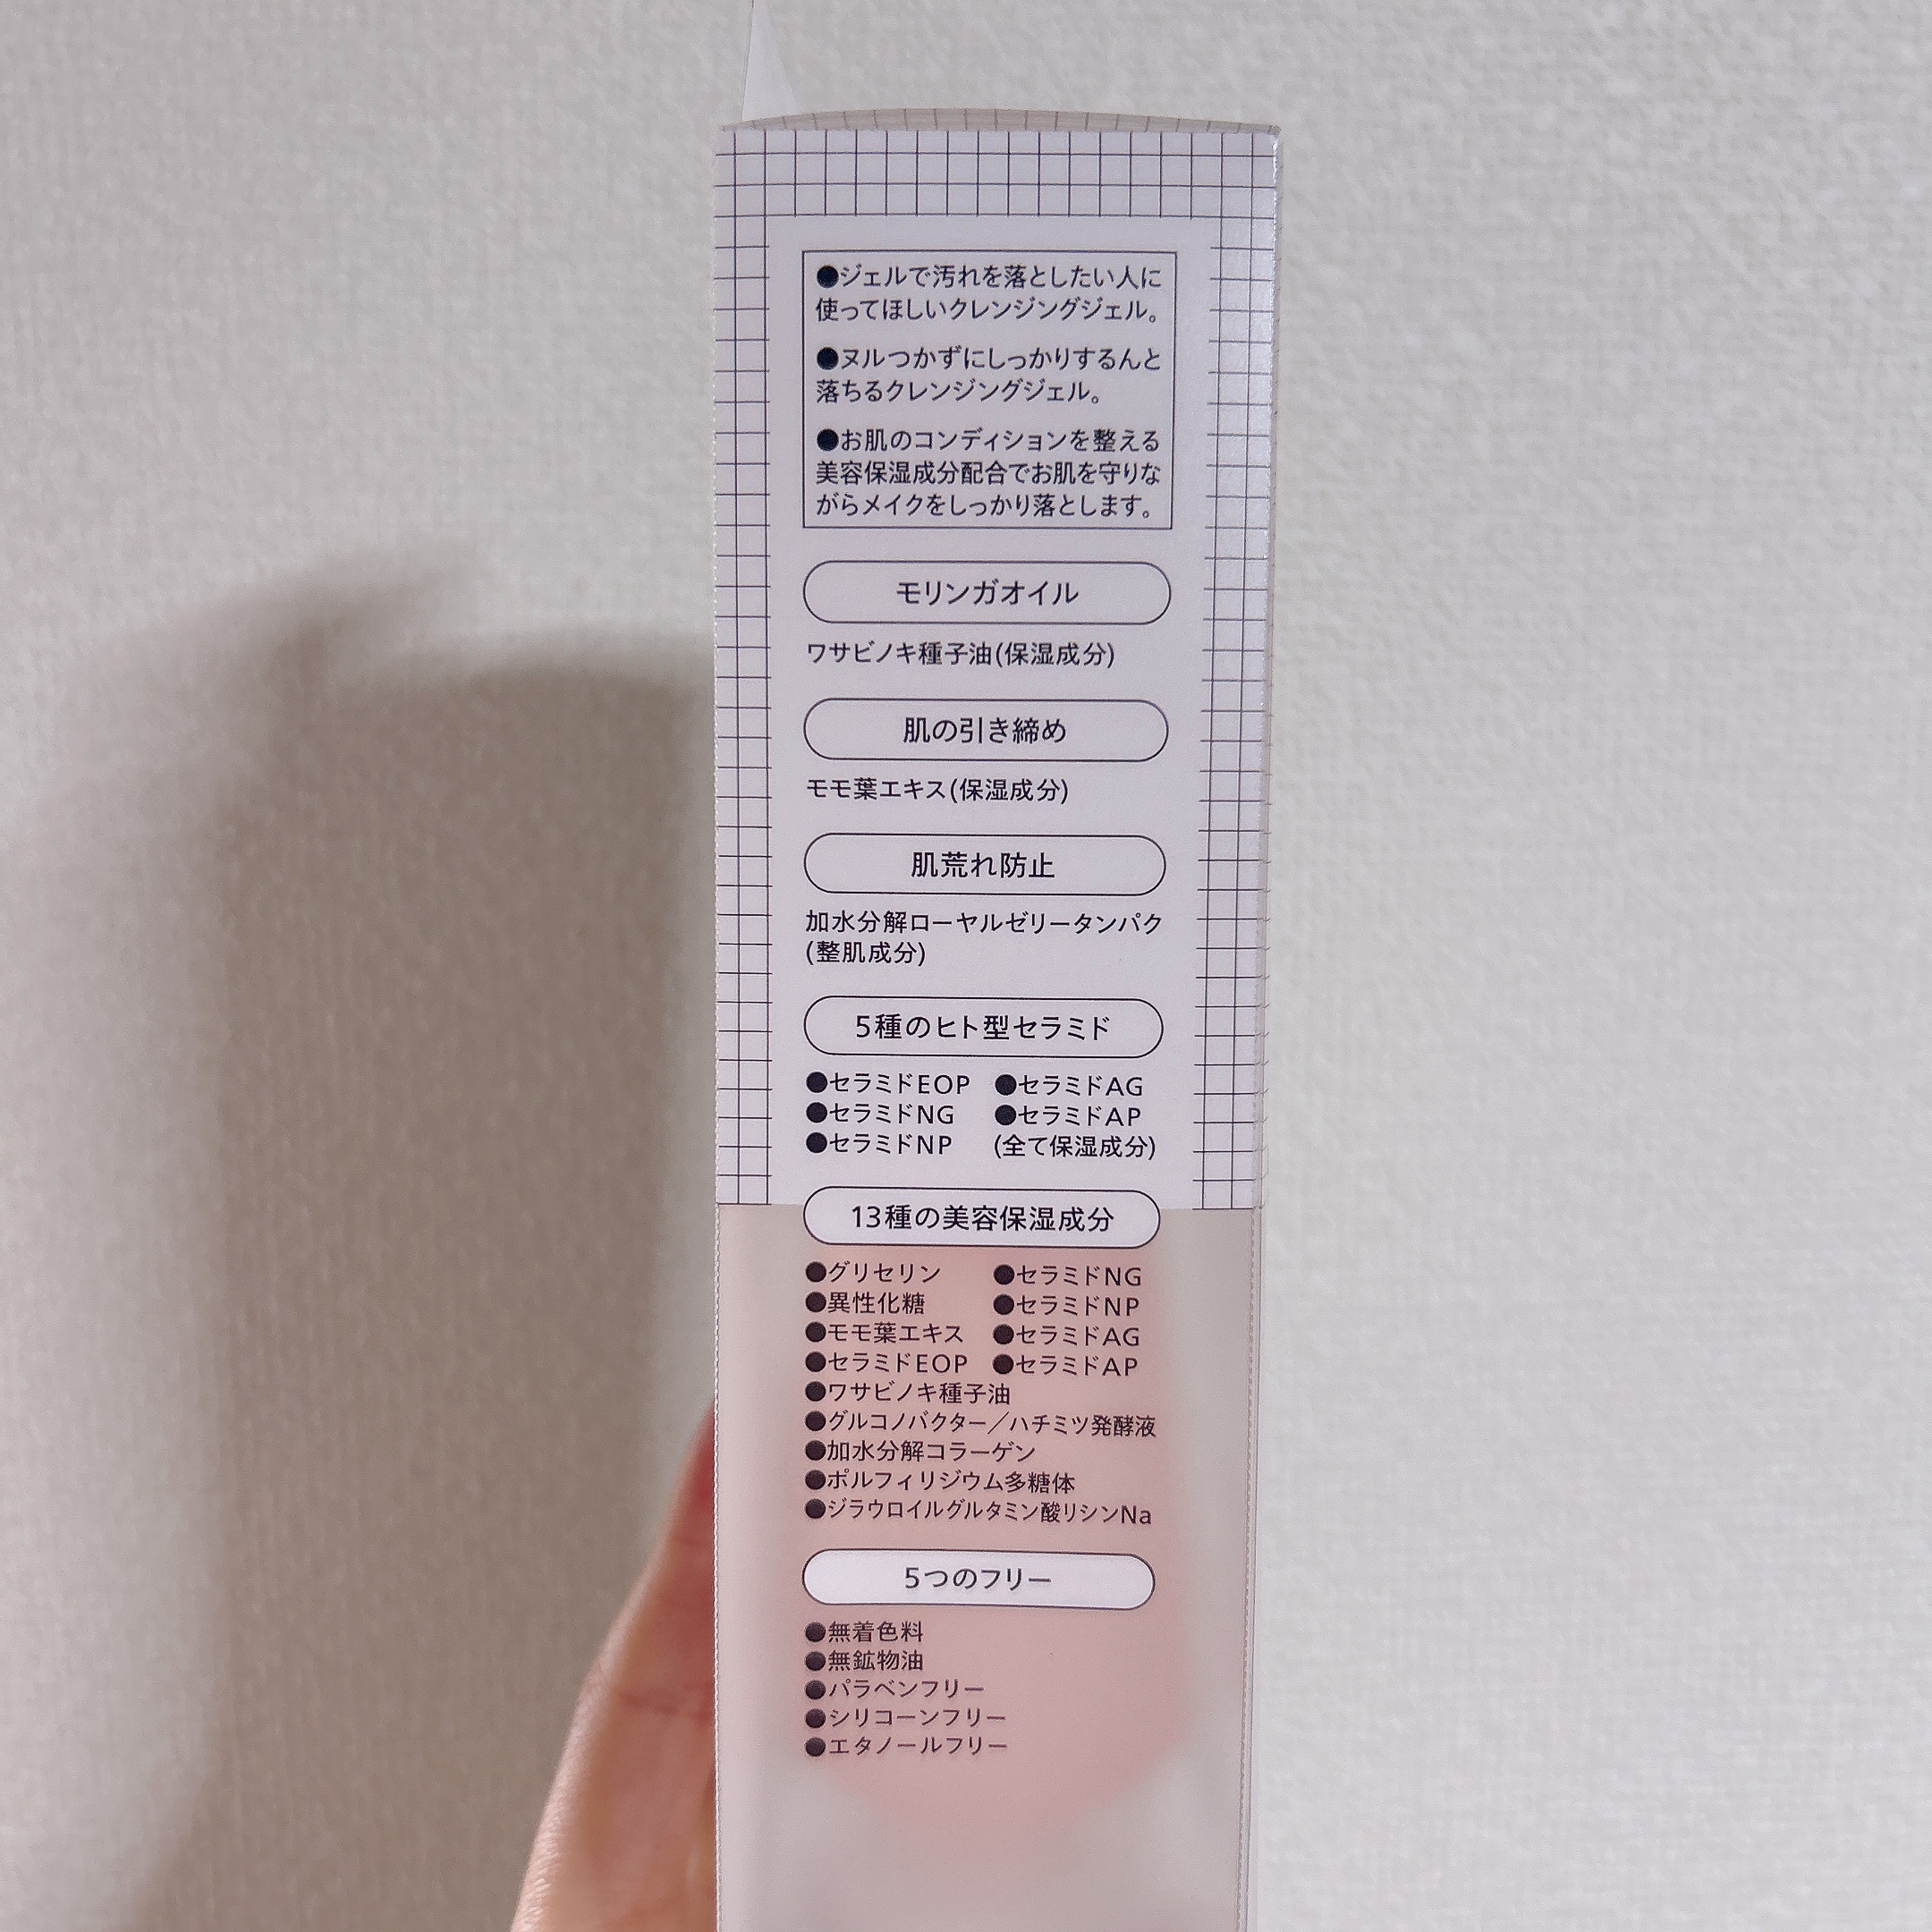 ●ジェルで汚れを落としたい人に
使ってほしいクレンジングジェル。
●ヌルつかずにしっかりするんと
落ちるクレンジングジェル。
●お肌のコンディションを整える
美容保湿成分配合でお肌を守りな
がらメイクをしっかり落とします。
モリンガオイル
ワサビノキ種子油(保湿成分)
肌の引き締め
モモ葉エキス(保湿成分)
肌荒れ防止
加水分解ローヤルゼリータンパク
(整肌成分)
5種のヒト型セラミド
●セラミドEOP ●セラミドAG
●セラミドNG ●セラミドAP
●セラミドNP (全て保湿成分)
13種の美容保湿成分
●グリセリン ●セラミドNG
●異性化糖 ●セラミドNP
●モモ葉エキス ●セラミドAG
●セラミドEOP ●セラミドAP
●ワサビノキ種子油
●グルコノバクター／ハチミツ発酵液
●加水分解コラーゲン
●ポルフィリジウム多糖体
●ジラウロイルグルタミン酸リシンNa
5つのフリー
●無着色料
●無鉱物油
●パラベンフリー
●シリコーンフリー
●エタノールフリー